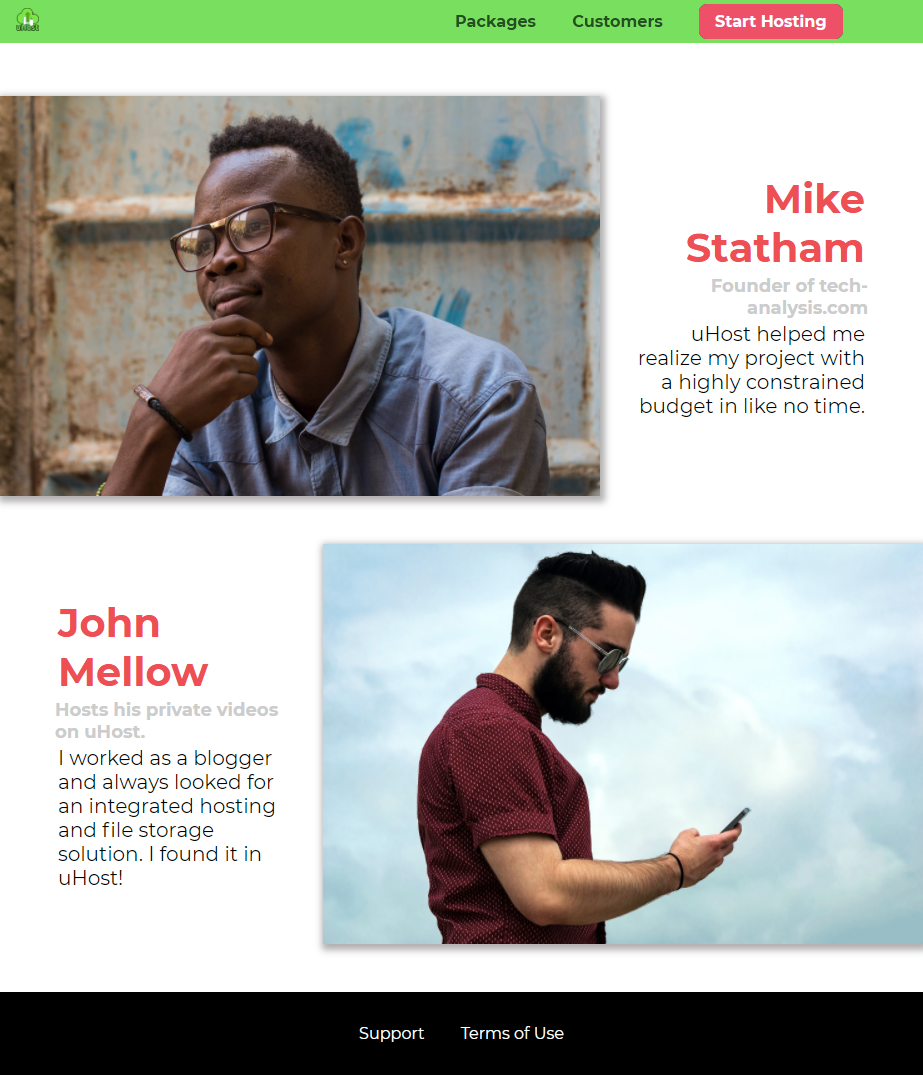 uHost
Packages
Customers
Start Hosting
Mike
Statham
Founder of tech-
analysis.com
uHost helped me
realize my project with
a highly constrained
budget in like no time.
John
Mellow
Hosts his private videos
on uHost.
I worked as a blogger
and always looked for
an integrated hosting
and file storage
solution. I found it in
uHost!
Support
Terms of Use